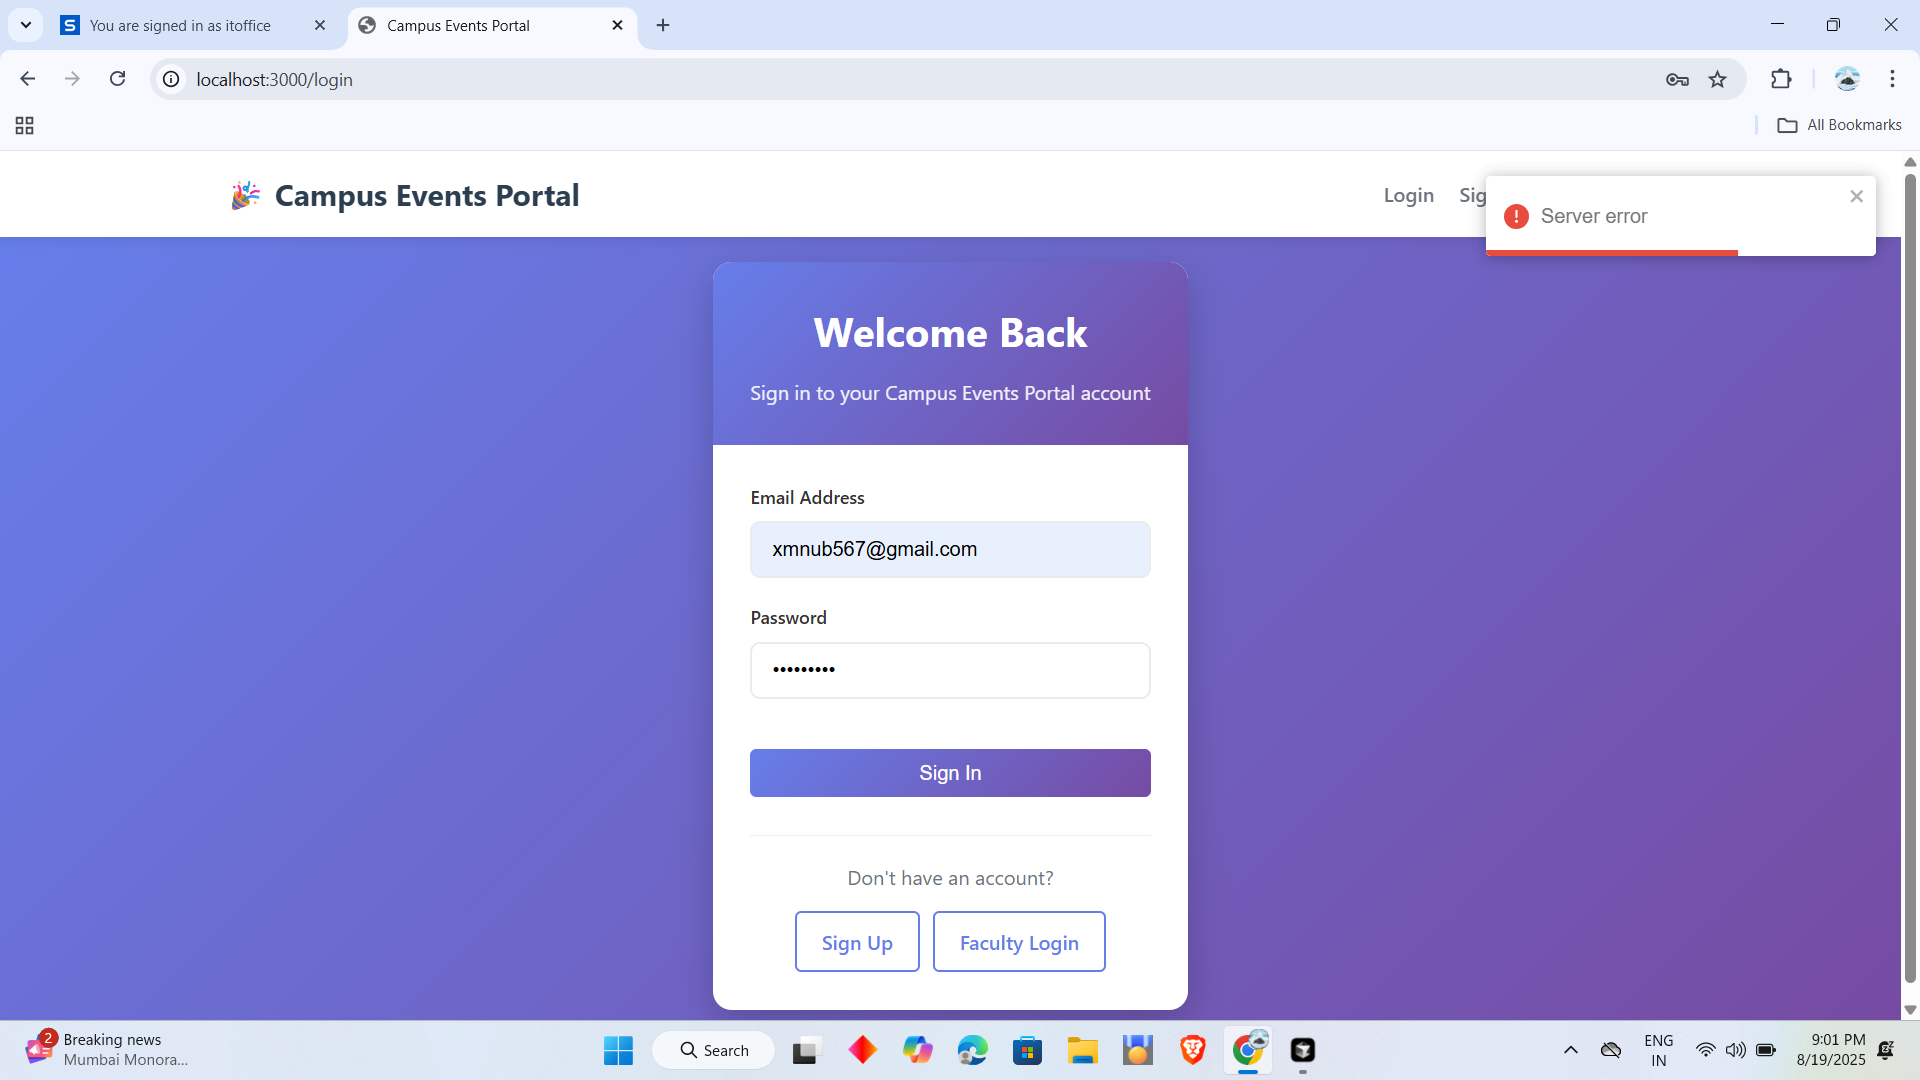 You are signed in as itoffice
Campus Events Portal
localhost:3000/login
All Bookmarks
Campus Events Portal
Login
Sig
Server error
Welcome Back
Sign in to your Campus Events Portal account
Email Address
xmnub567@gmail.com
Password
•••••••••
Sign In
Don't have an account?
Sign Up
Faculty Login
2
Breaking news
Mumbai Monora...
Search
ENG
IN
9:01 PM
8/19/2025